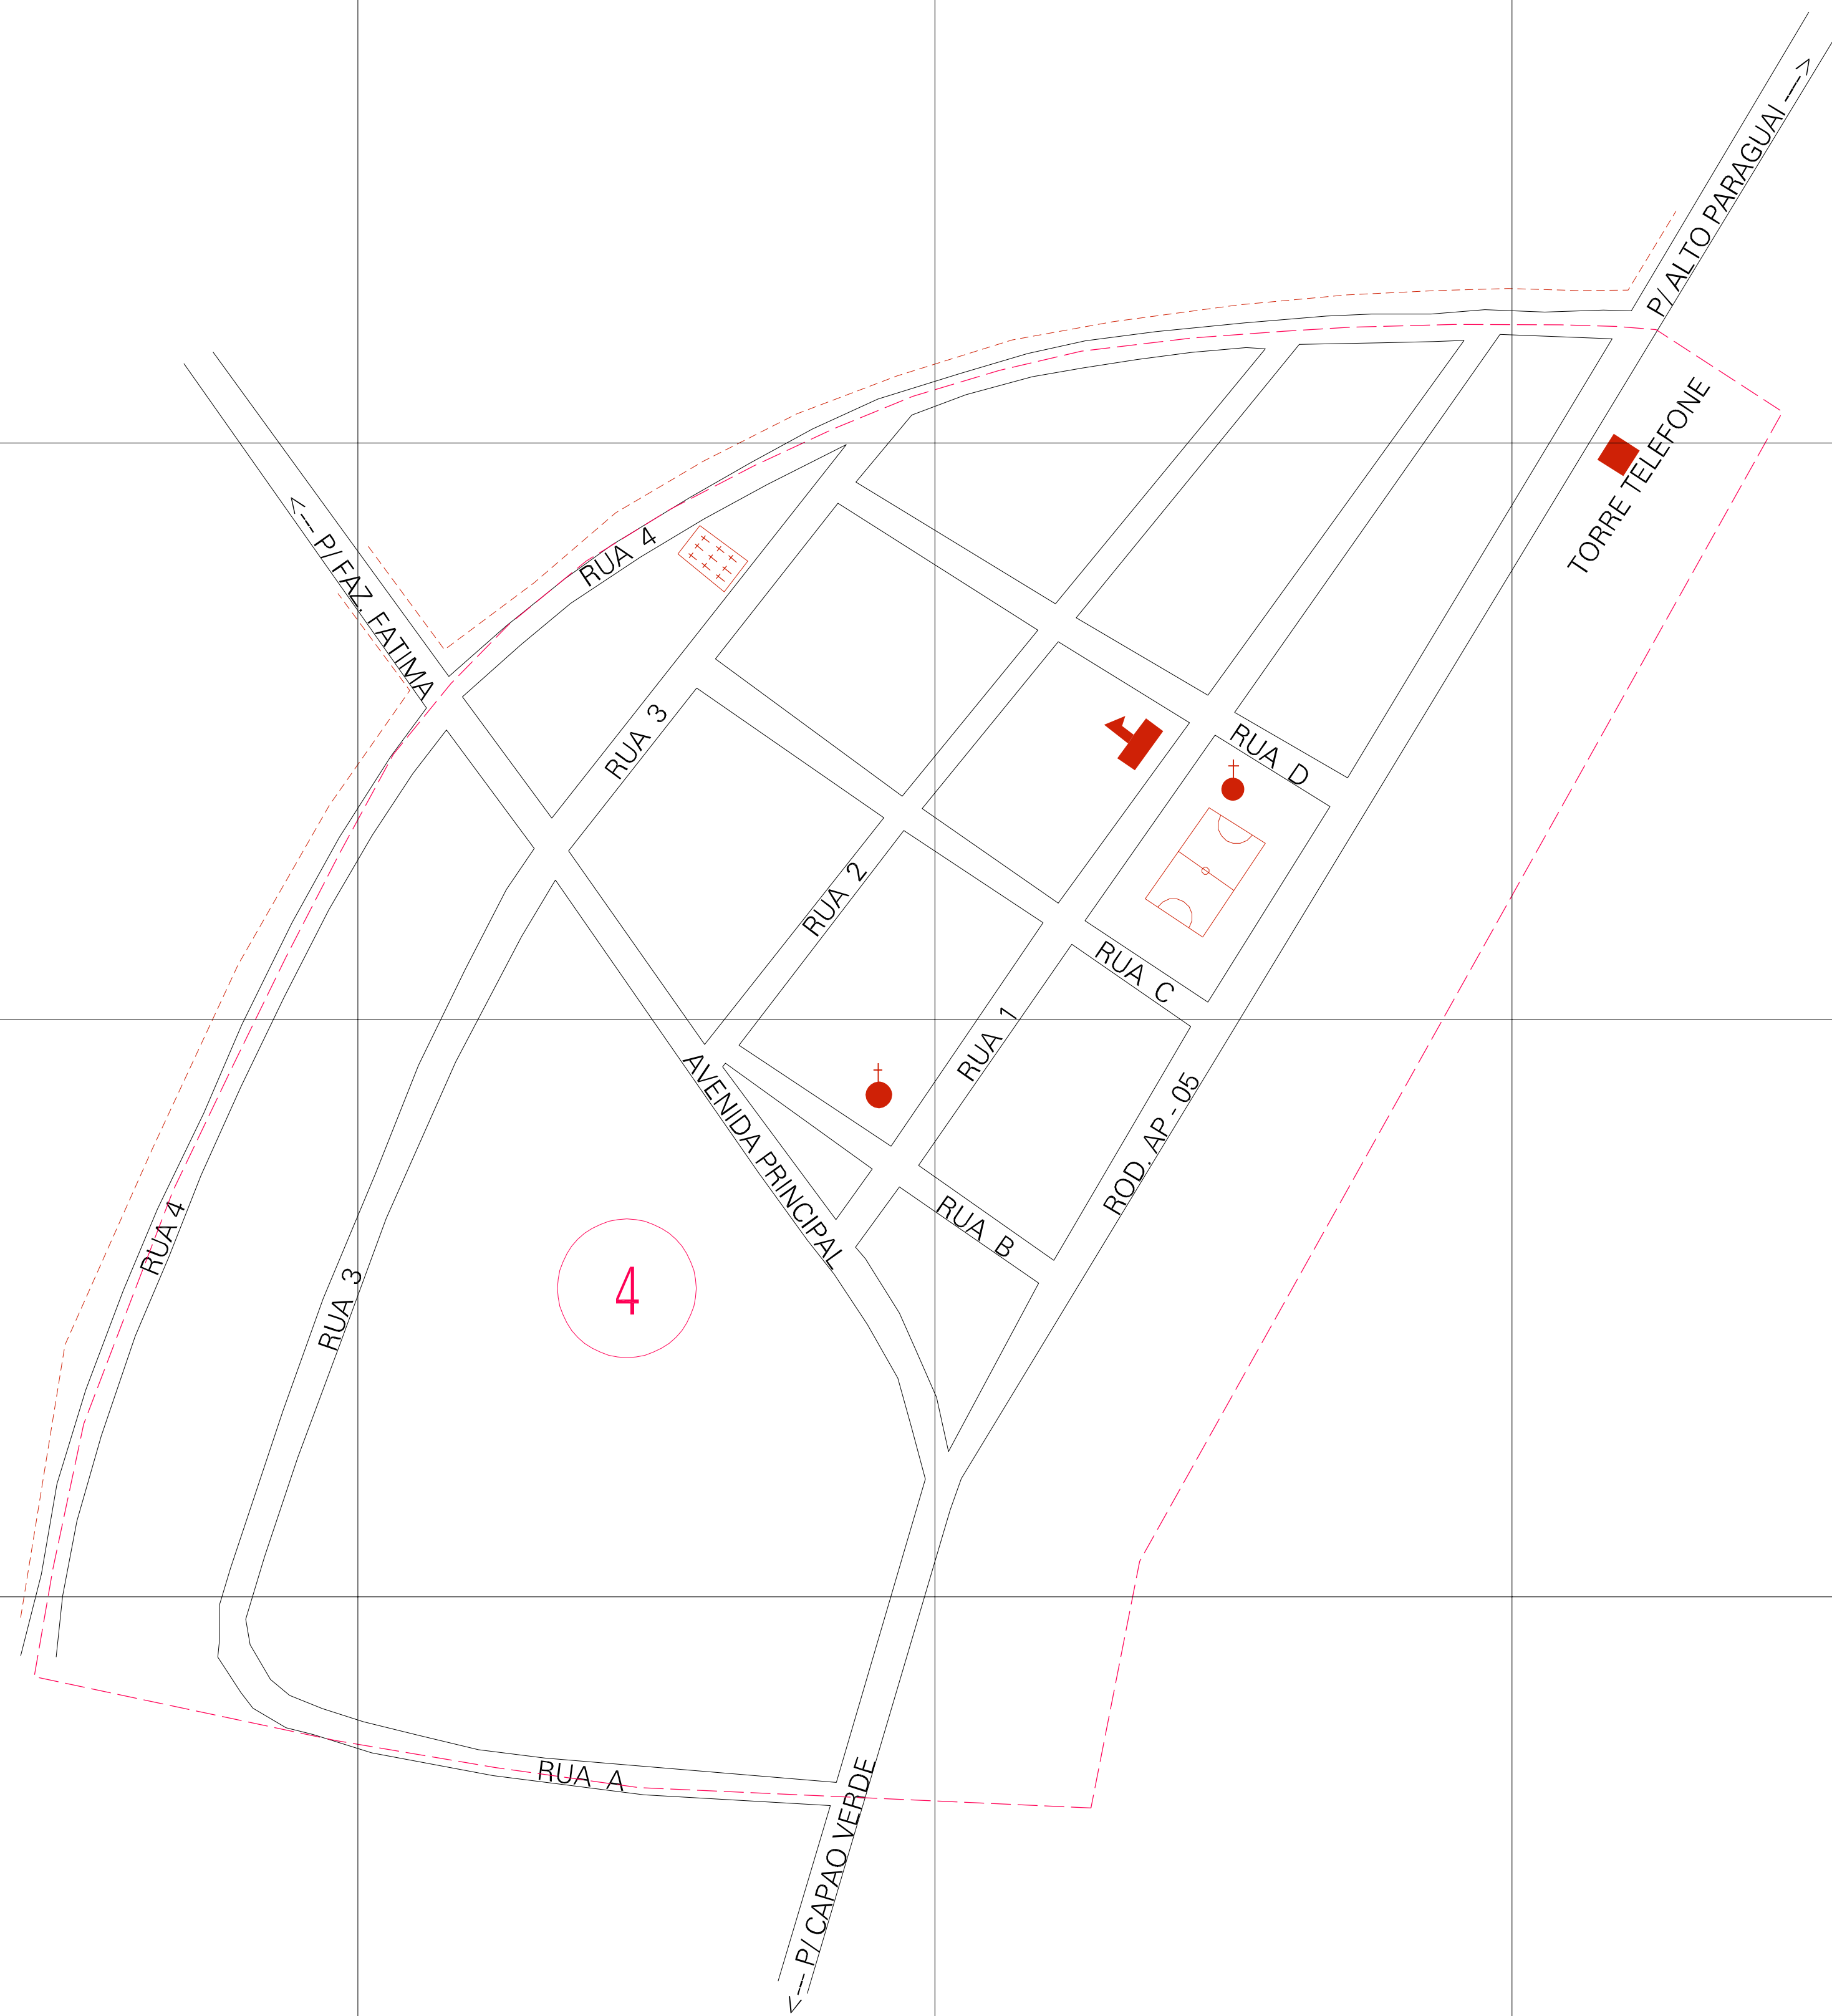 P/ ALTO PARAGUAI ---->
TORRE TELEFONE
<---- P/ FAZ. FATIMA
RUA 4
RUA 3
RUA D
RUA 2
RUA C
RUA 1
AVENIDA PRINCIPAL
ROD. AP - 05
RUA B
RUA 4
RUA 3
4
RUA A
<---- P/ CAPAO VERDE